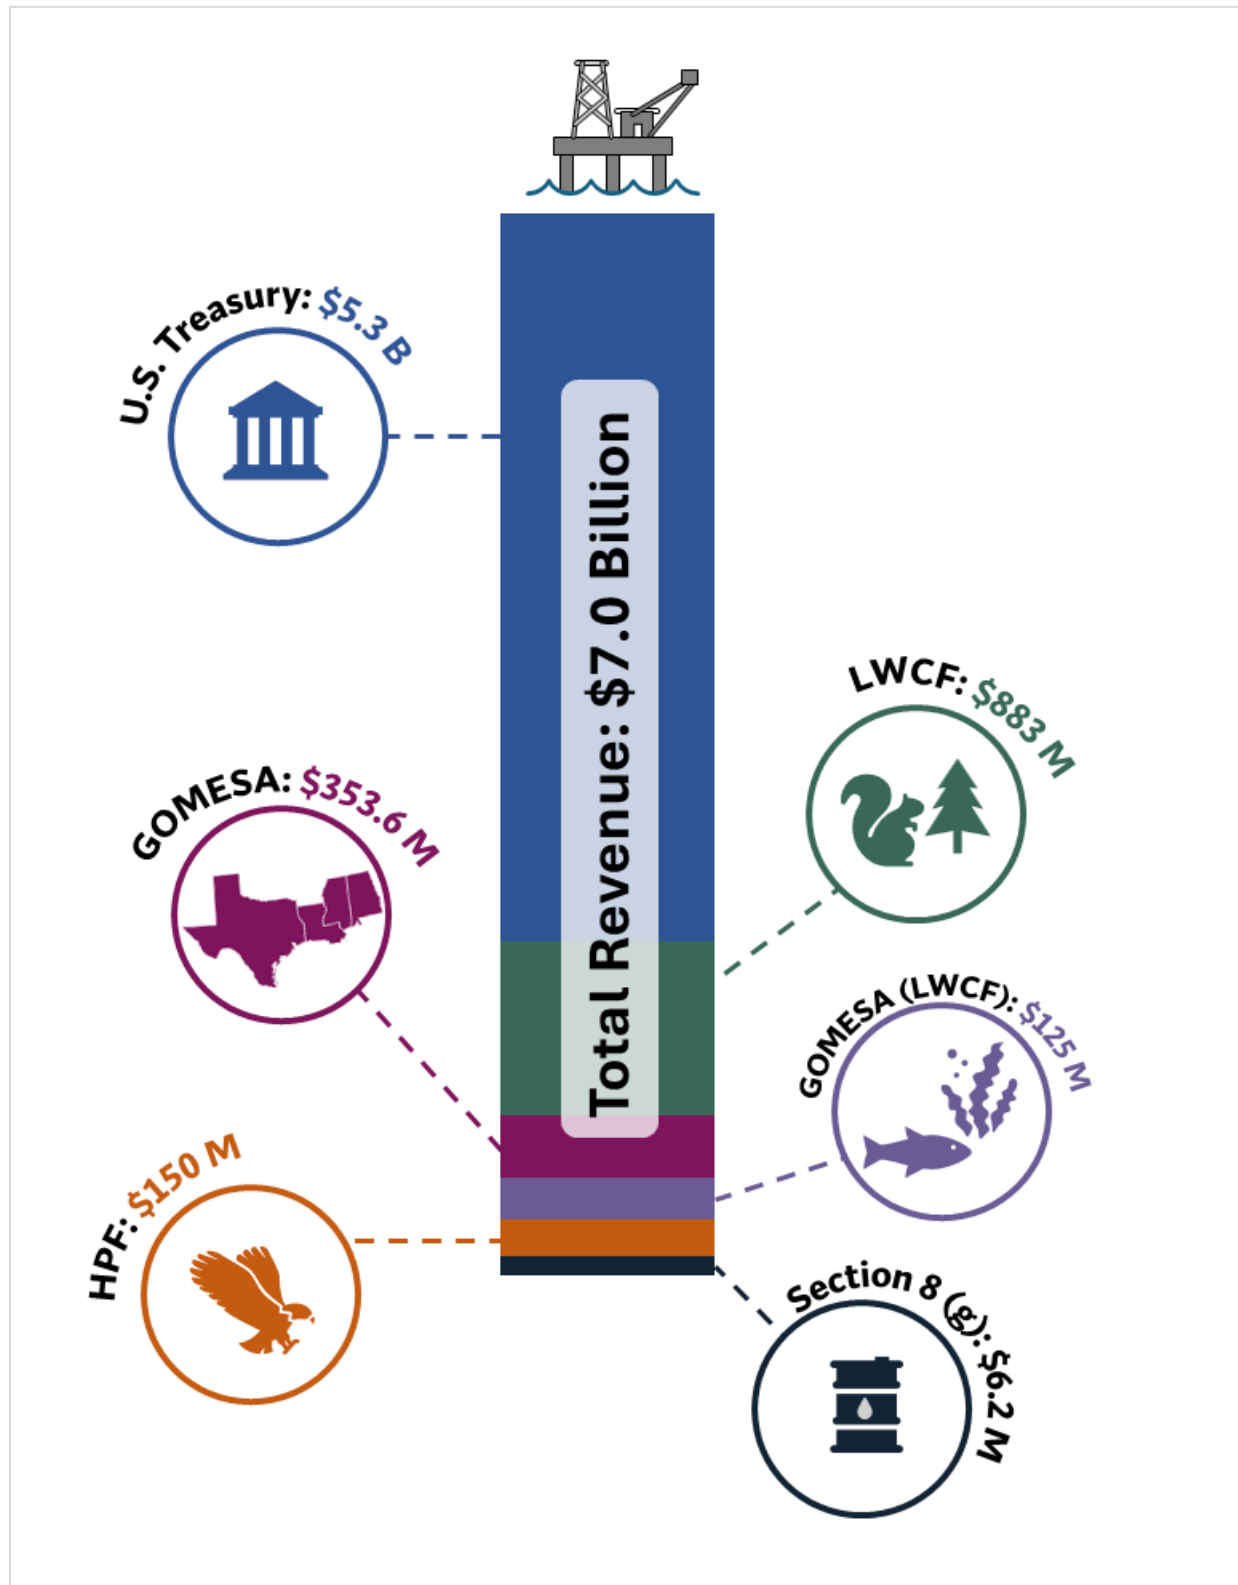 U.S. Treasury: $5.3 B
Total Revenue: $7.0 Billion
LWCF: $883 M
GOMESA: $353.6 M
GOMESA (LWCF): $125 M
HPF: $150 M
Section 8 (g): $6.2 M